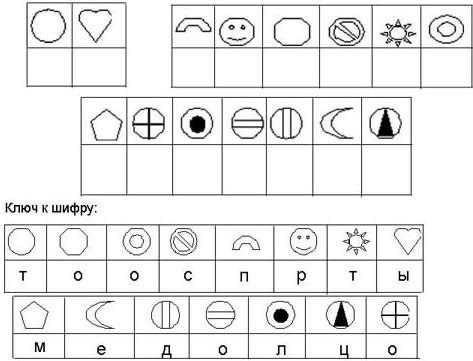 Ключ к шифру:
т о о с п р т ы
м е д о л ц о